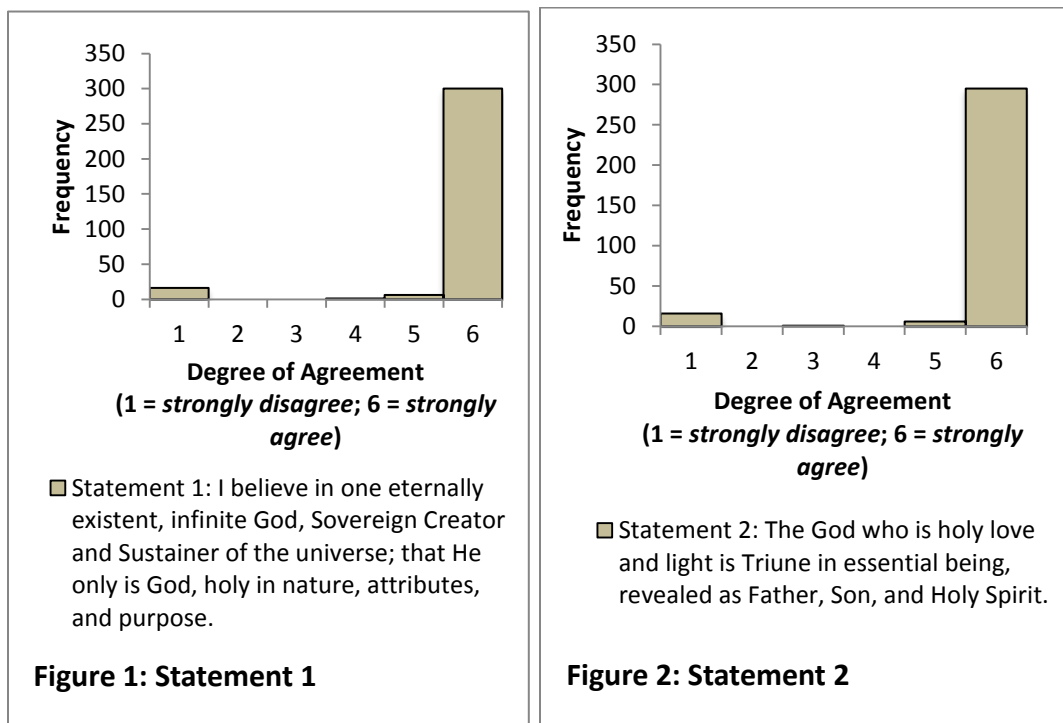 350
300
250
200
150
100
50
0
Frequency
1 2 3 4 5 6
Degree of Agreement
(1 = strongly disagree; 6 = strongly
agree)
Statement 1: I believe in one eternally
existent, infinite God, Sovereign Creator
and Sustainer of the universe; that He
only is God, holy in nature, attributes,
and purpose.
Figure 1: Statement 1
350
300
250
200
150
100
50
0
Frequency
1 2 3 4 5 6
Degree of Agreement
(1 = strongly disagree; 6 = strongly
agree)
Statement 2: The God who is holy love
and light is Triune in essential being,
revealed as Father, Son, and Holy Spirit.
Figure 2: Statement 2